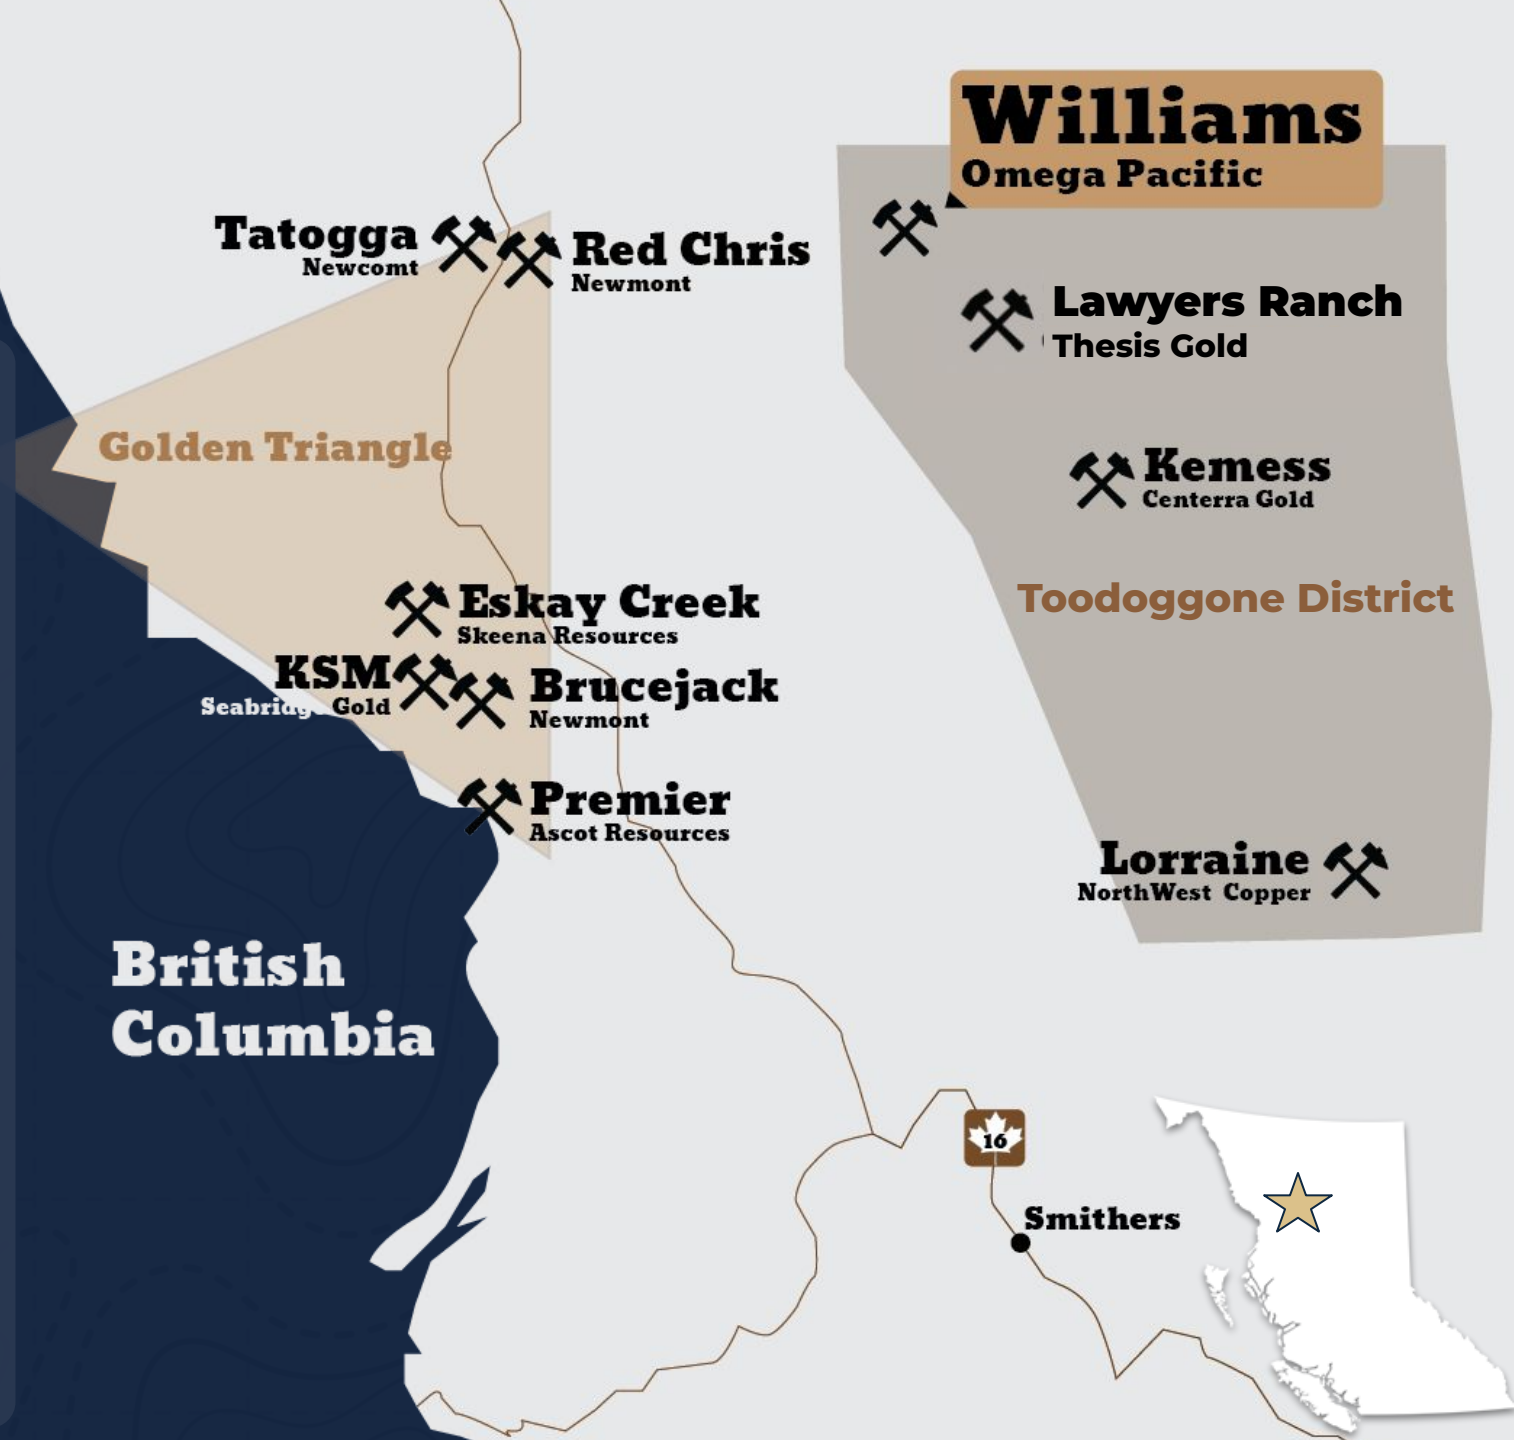 Williams
Omega Pacific
Tatogga
Newcomt
Red Chris
Newmont
Lawyers Ranch
Thesis Gold
Golden Triangle
Kemess
Centerra Gold
Toodoggone District
Eskay Creek
Skeena Resources
KSM
Seabridge Gold
Brucejack
Newmont
Premier
Ascot Resources
Lorraine
NorthWest Copper
British
Columbia
16
Smithers